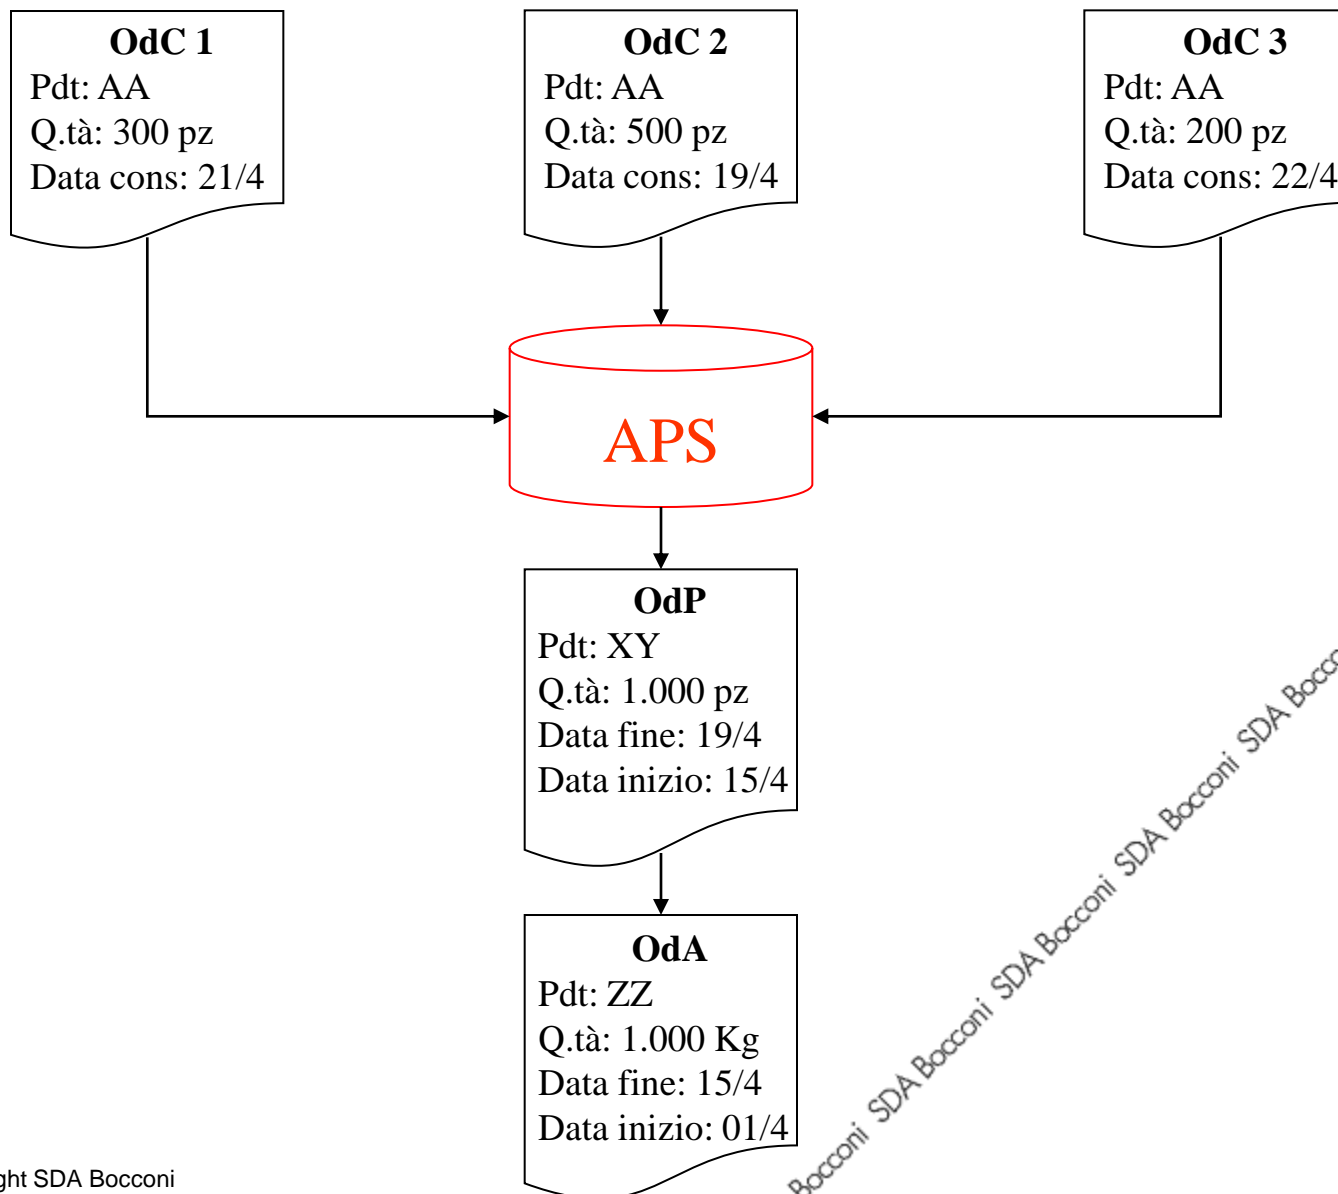 OdC 1
Pdt: AA
Q.tà: 300 pz
Data cons: 21/4
OdC 2
Pdt: AA
Q.tà: 500 pz
Data cons: 19/4
OdC 3
Pdt: AA
Q.tà: 200 pz
Data cons: 22/4
APS
OdP
Pdt: XY
Q.tà: 1.000 pz
Data fine: 19/4
Data inizio: 15/4
OdA
Pdt: ZZ
Q.tà: 1.000 Kg
Data fine: 15/4
Data inizio: 01/4
ght SDA Bocconi
Bocconi SDA Bocconi SDA Bocconi SDA Bocconi SDA Bocco